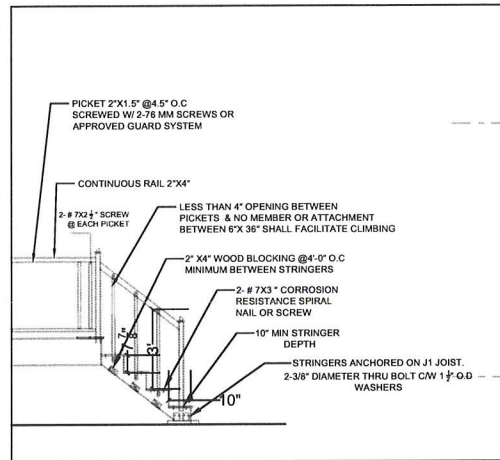 PICKET 2"X1.5" @4.5" O.C
SCREWED W/ 2-76 MM SCREWS OR
APPROVED GUARD SYSTEM
CONTINUOUS RAIL 2"X4"
2- # 7X2 1/2" SCREW
@ EACH PICKET
LESS THAN 4" OPENING BETWEEN
PICKETS & NO MEMBER OR ATTACHMENT
BETWEEN 6"X 36" SHALL FACILITATE CLIMBING
2" X4" WOOD BLOCKING @4'-0" O.C
MINIMUM BETWEEN STRINGERS
2- # 7X3 " CORROSION
RESISTANCE SPIRAL
NAIL OR SCREW
10" MIN STRINGER
DEPTH
STRINGERS ANCHORED ON J1 JOIST.
2-3/8" DIAMETER THRU BOLT C/W 1 1/2" O.D
WASHERS
7 7/8"
3'
10"